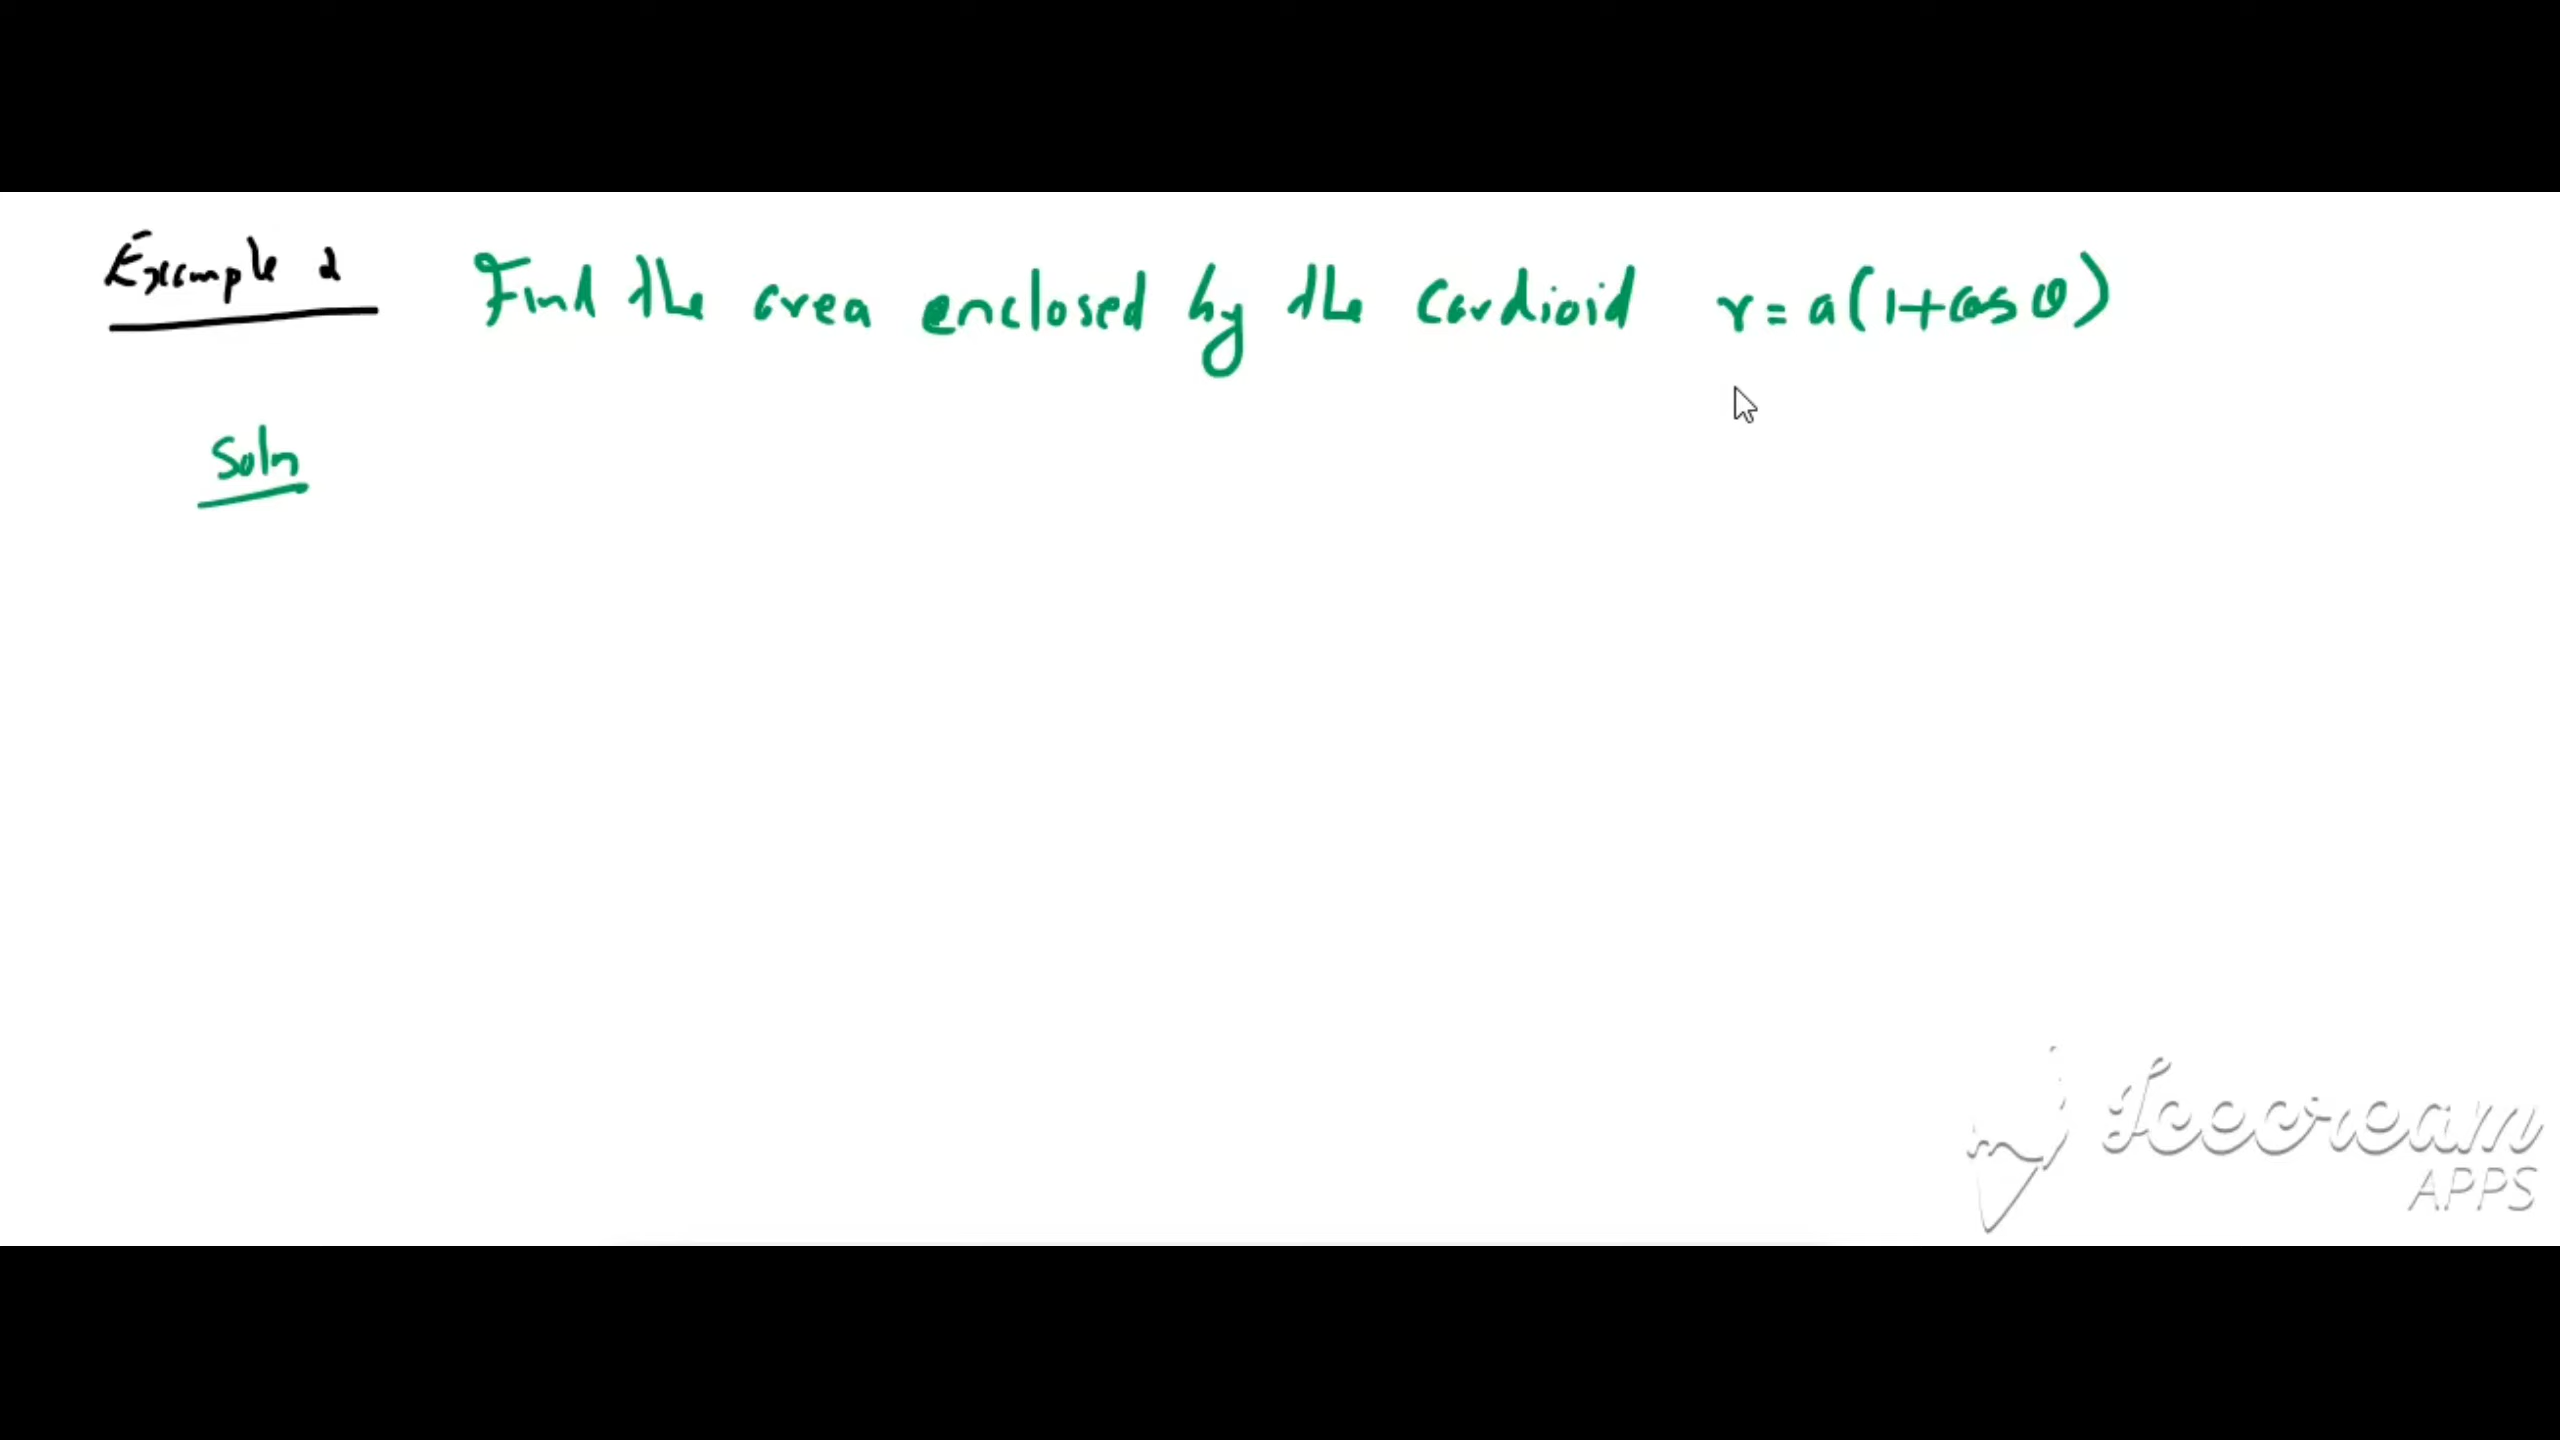 Example 2 Find the area enclosed by the Cardioid r = a(1+cos θ)
Soln
Icecream
APPS